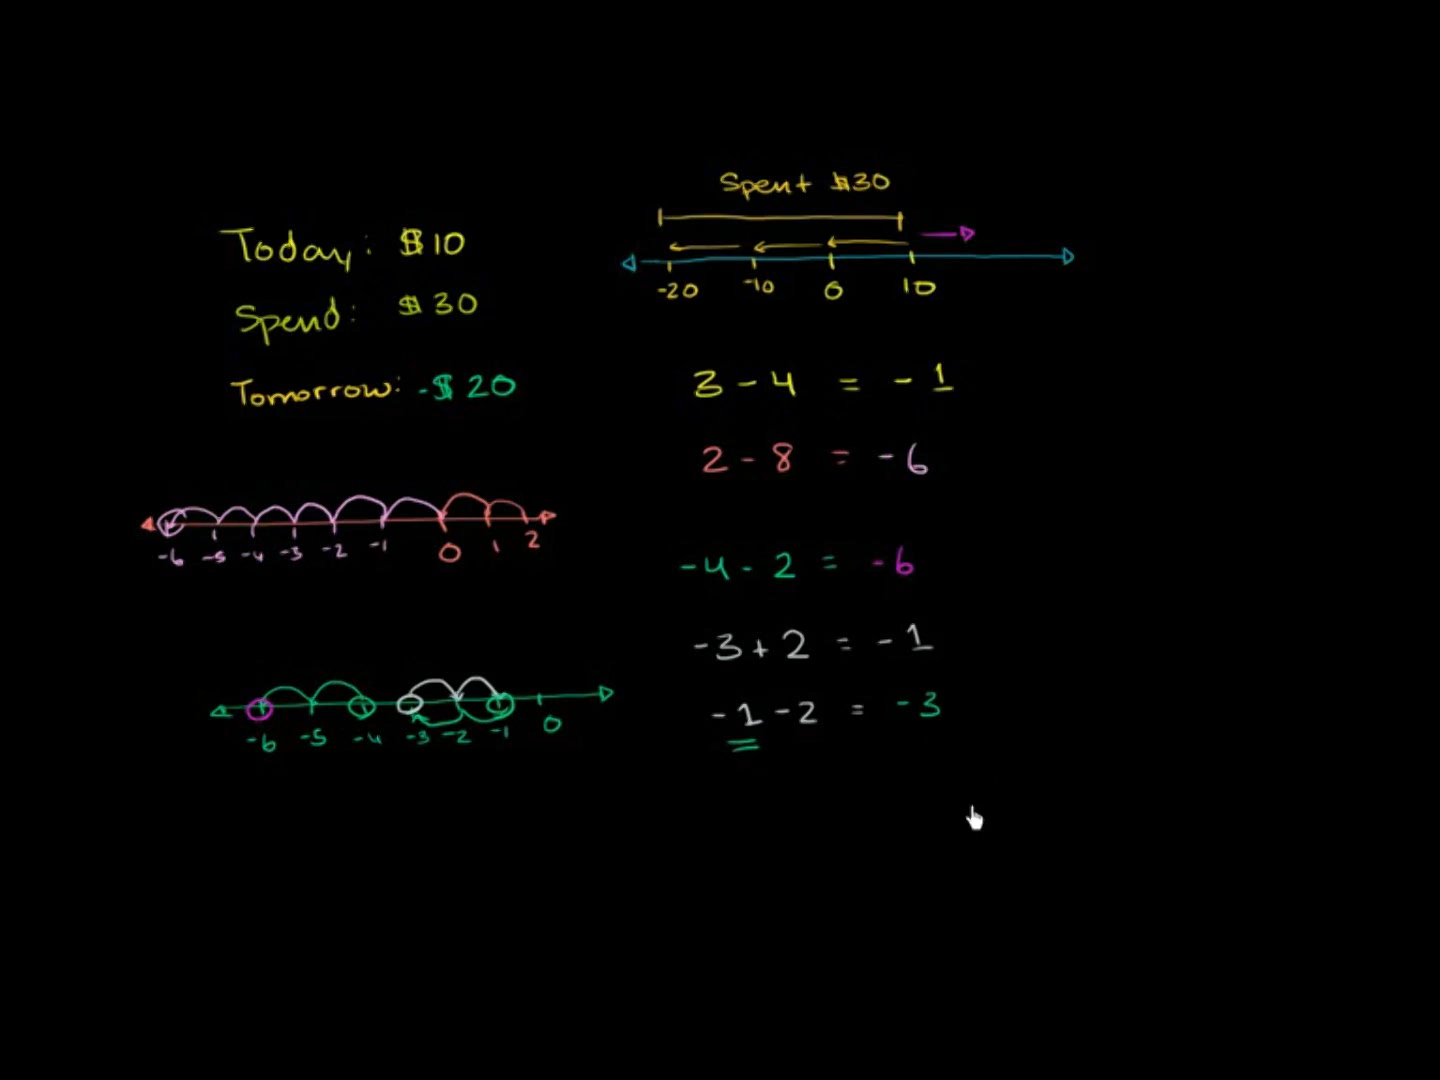 Spent $30
Today: $10
-20 -10 0 10
Spend: $30
Tomorrow: -$20
3 - 4 = -1
2 - 8 = -6
-6 -5 -4 -3 -2 -1 0 1 2
-4 - 2 = -6
-3 + 2 = -1
-1 - 2 = -3
-6 -5 -4 -3 -2 -1 0